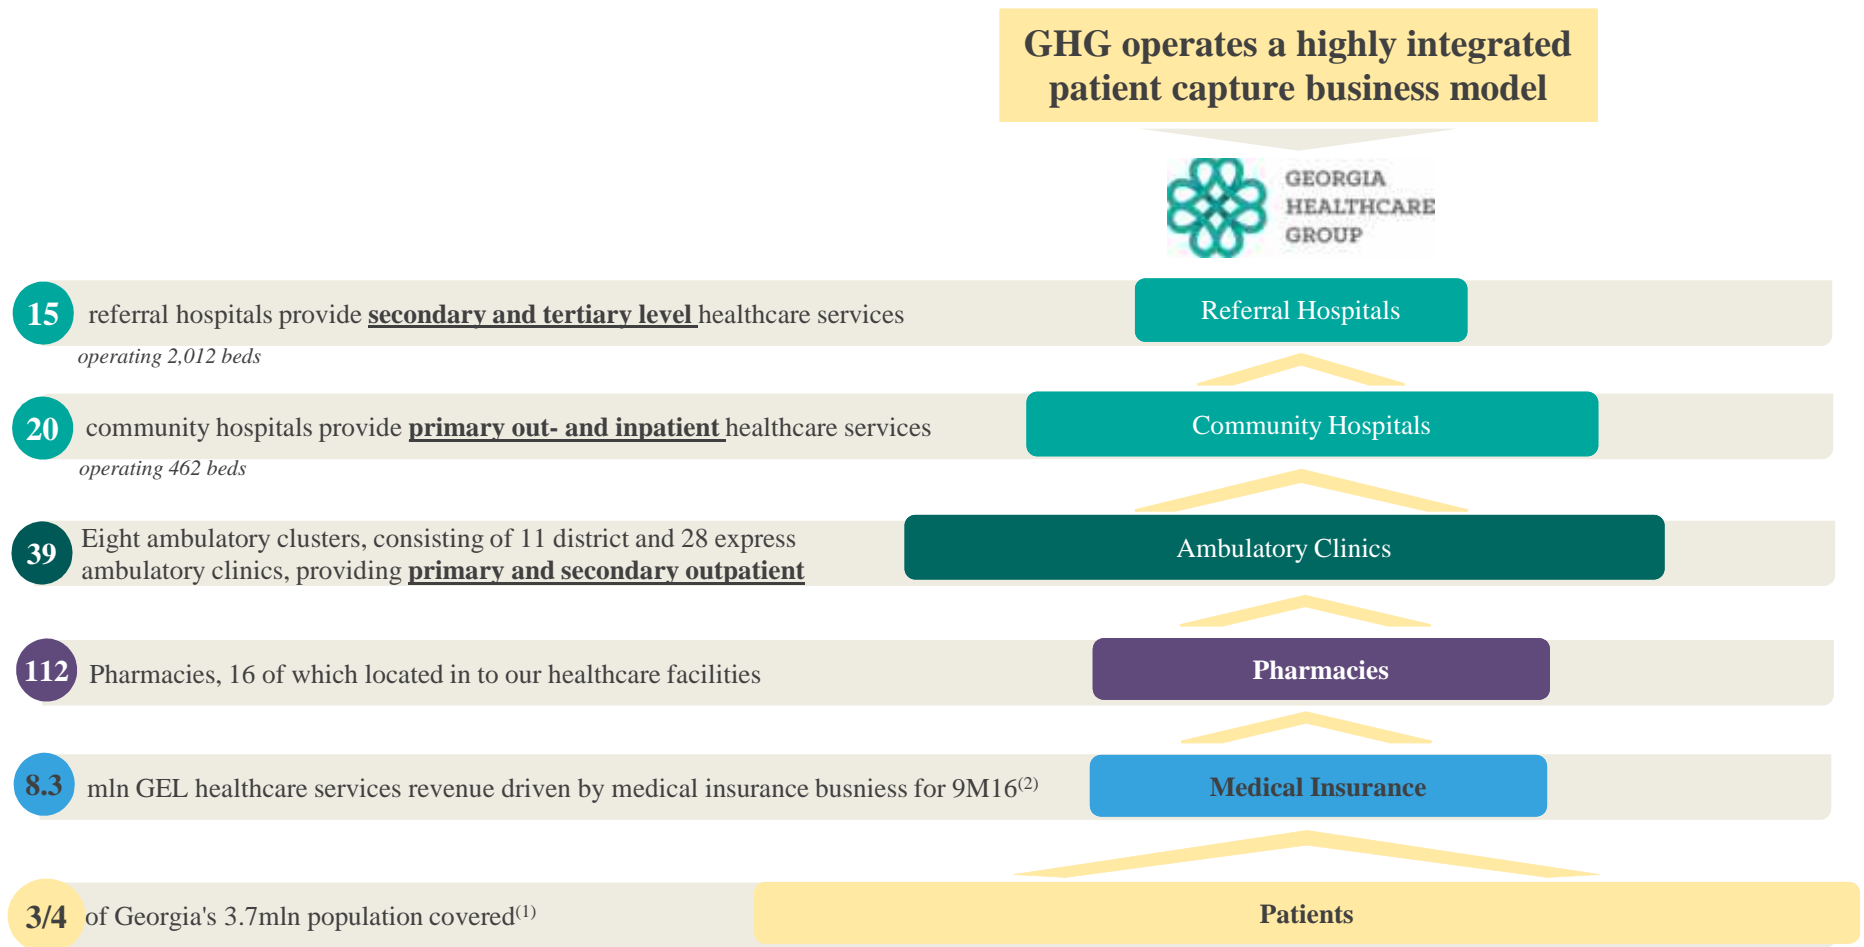 GHG operates a highly integrated
patient capture business model
GEORGIA
HEALTHCARE
GROUP
15 referral hospitals provide secondary and tertiary level healthcare services
Referral Hospitals
operating 2,012 beds
20 community hospitals provide primary out- and inpatient healthcare services
Community Hospitals
operating 462 beds
39
Eight ambulatory clusters, consisting of 11 district and 28 express
ambulatory clinics, providing primary and secondary outpatient
Ambulatory Clinics
112 Pharmacies, 16 of which located in to our healthcare facilities
Pharmacies
8.3 mln GEL healthcare services revenue driven by medical insurance busniess for 9M16(2)
Medical Insurance
3/4 of Georgia's 3.7mln population covered(1)
Patients